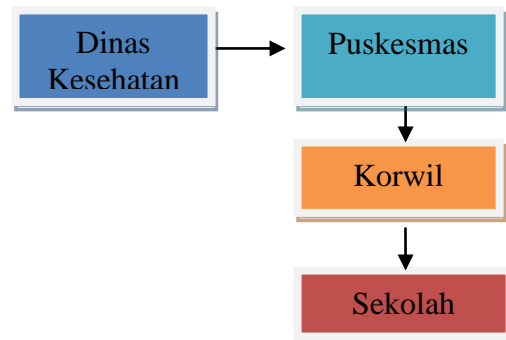 Dinas
Kesehatan
Puskesmas
Korwil
Sekolah